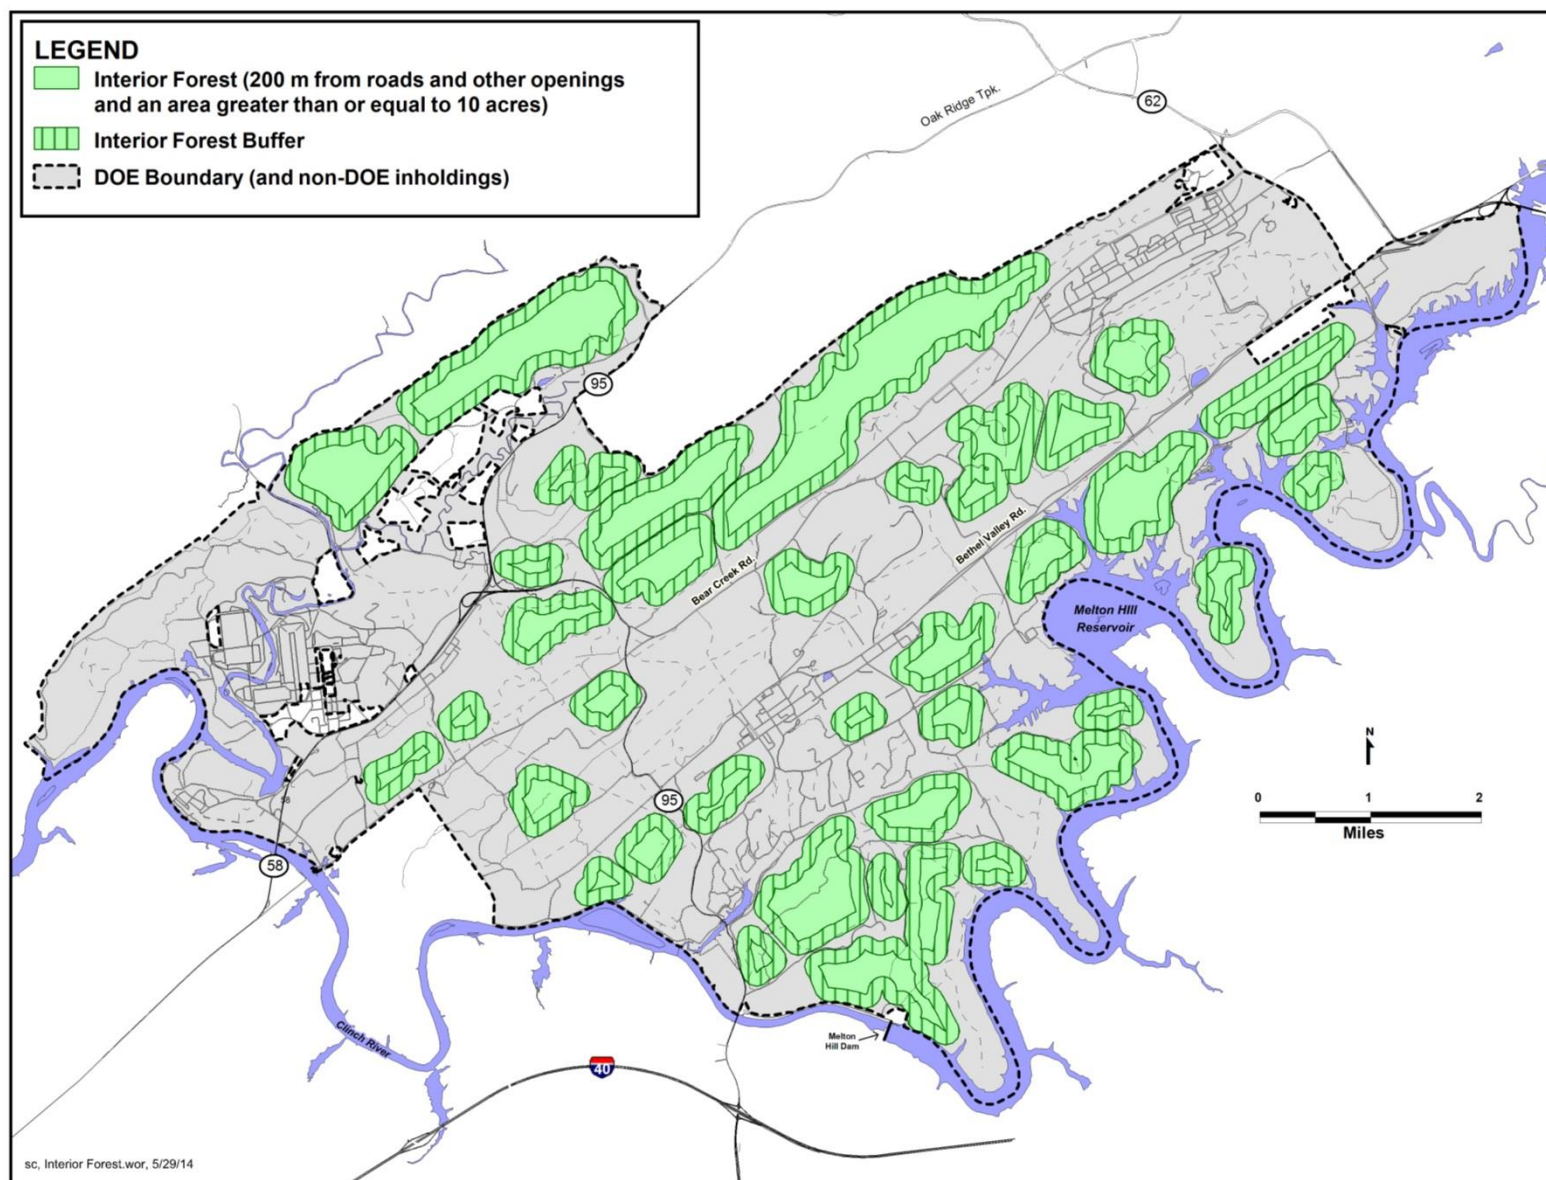 LEGEND
Interior Forest (200 m from roads and other openings
and an area greater than or equal to 10 acres)
Interior Forest Buffer
DOE Boundary (and non-DOE inholdings)
Oak Ridge Tpk.
62
95
Bear Creek Rd.
Bethel Valley Rd.
Melton HIll
Reservoir
N
0 1 2
Miles
95
58
58
Clinch River
Melton
Hill Dam
40
sc, Interior Forest.wor, 5/29/14